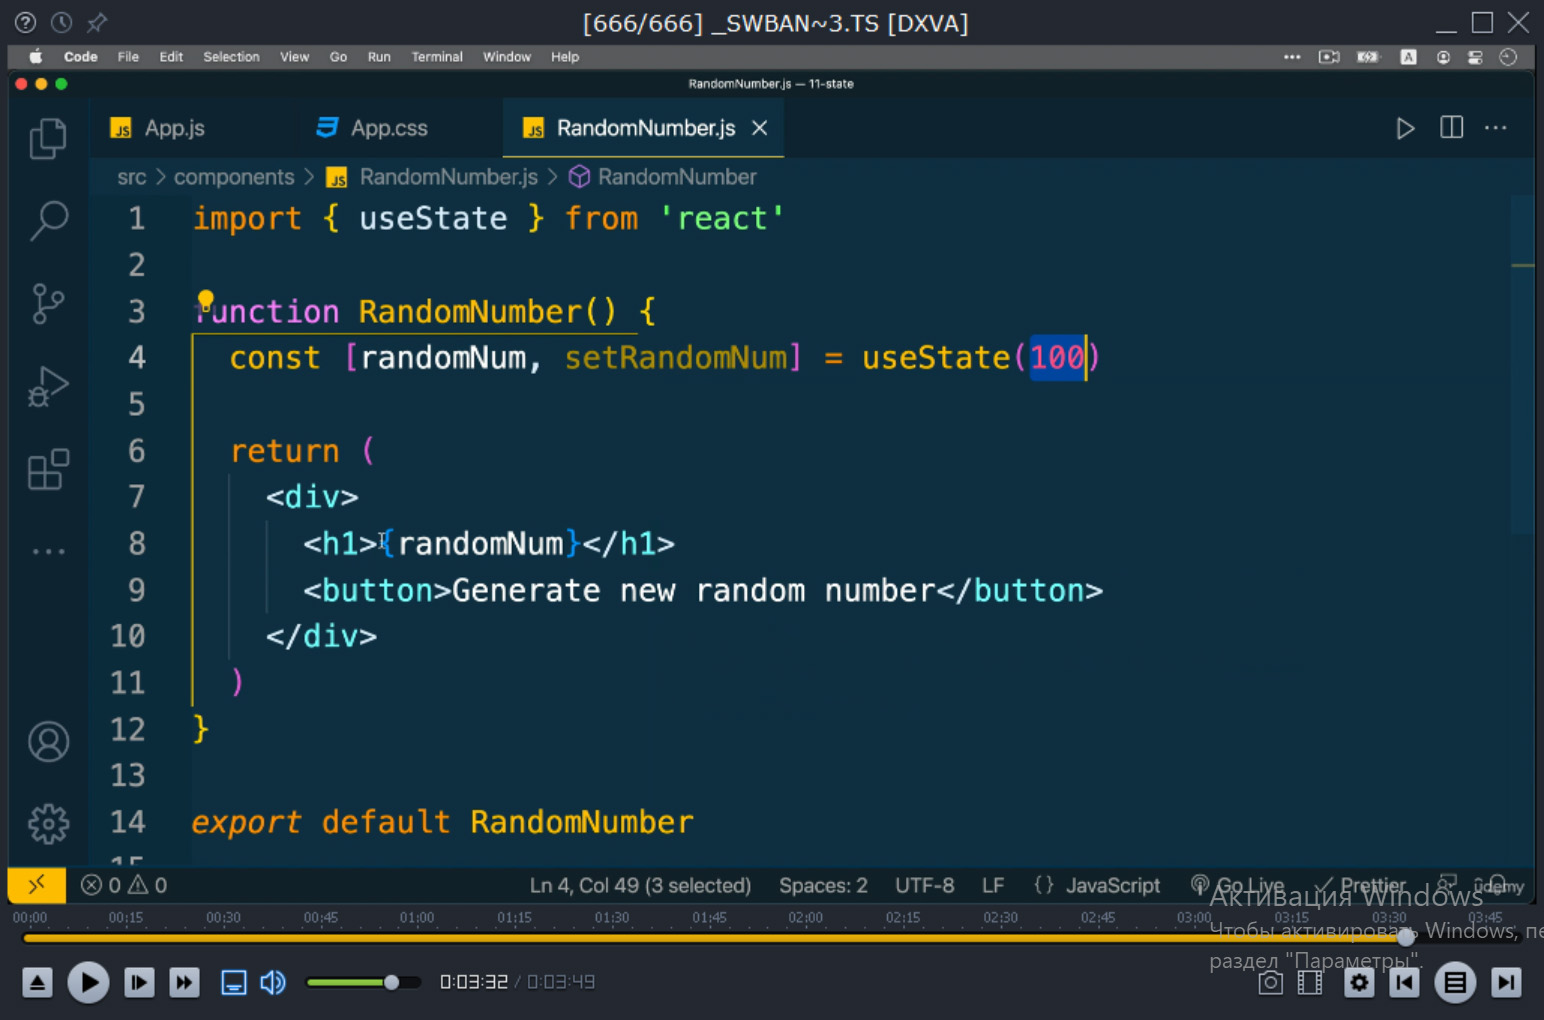 [666/666] _SWBAN~3.TS [DXVA]
Code File Edit Selection View Go Run Terminal Window Help
RandomNumber.js — 11-state
JS App.js App.css JS RandomNumber.js
src > components > JS RandomNumber.js > RandomNumber
1 import { useState } from 'react'
2
3 function RandomNumber() {
4 const [randomNum, setRandomNum] = useState(100)
5
6 return (
7 <div>
8 <h1>{randomNum}</h1>
9 <button>Generate new random number</button>
10 </div>
11 )
12 }
13
14 export default RandomNumber
15
0 0 Ln 4, Col 49 (3 selected) Spaces: 2 UTF-8 LF {} JavaScript Go Live Prettier
ûdemy
00:00 00:15 00:30 00:45 01:00 01:15 01:30 01:45 02:00 02:15 02:30 02:45 03:00 03:15 03:30 03:45
Активация Windows
Чтобы активировать Windows, пе
раздел "Параметры".
0:03:32 / 0:03:49